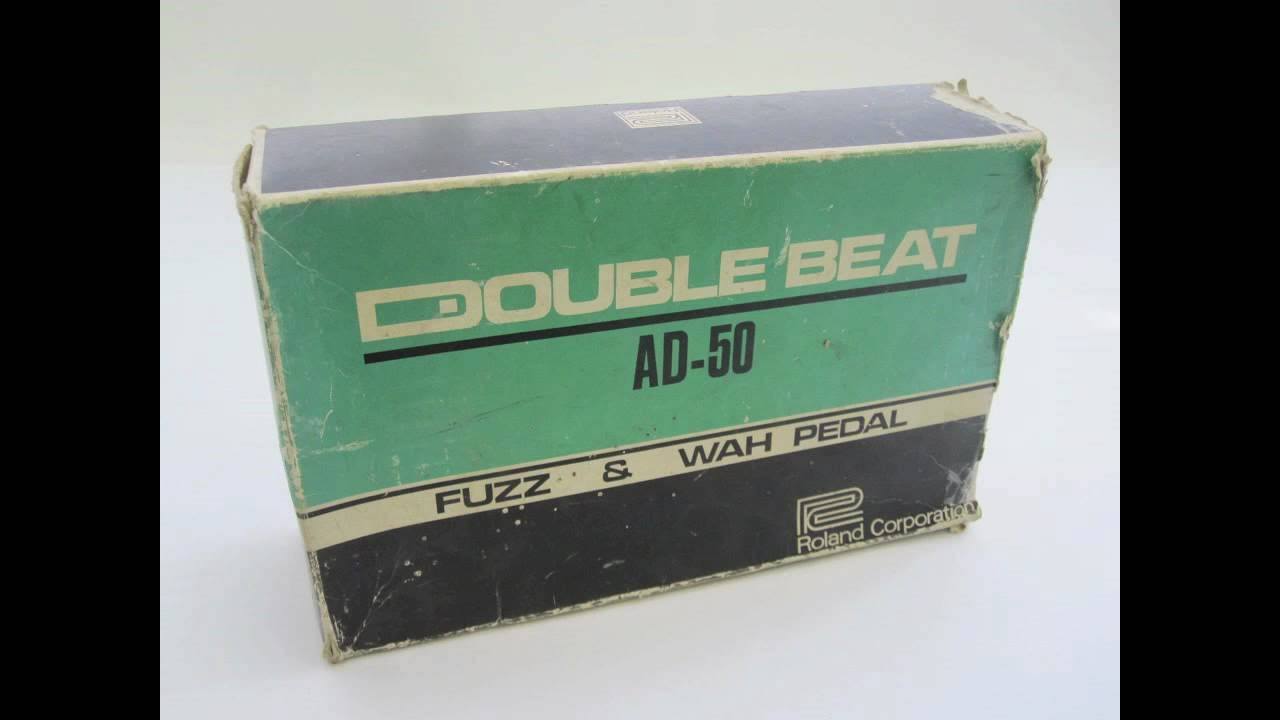 DOUBLE BEAT
AD-50
FUZZ & WAH PEDAL
Roland Corporation